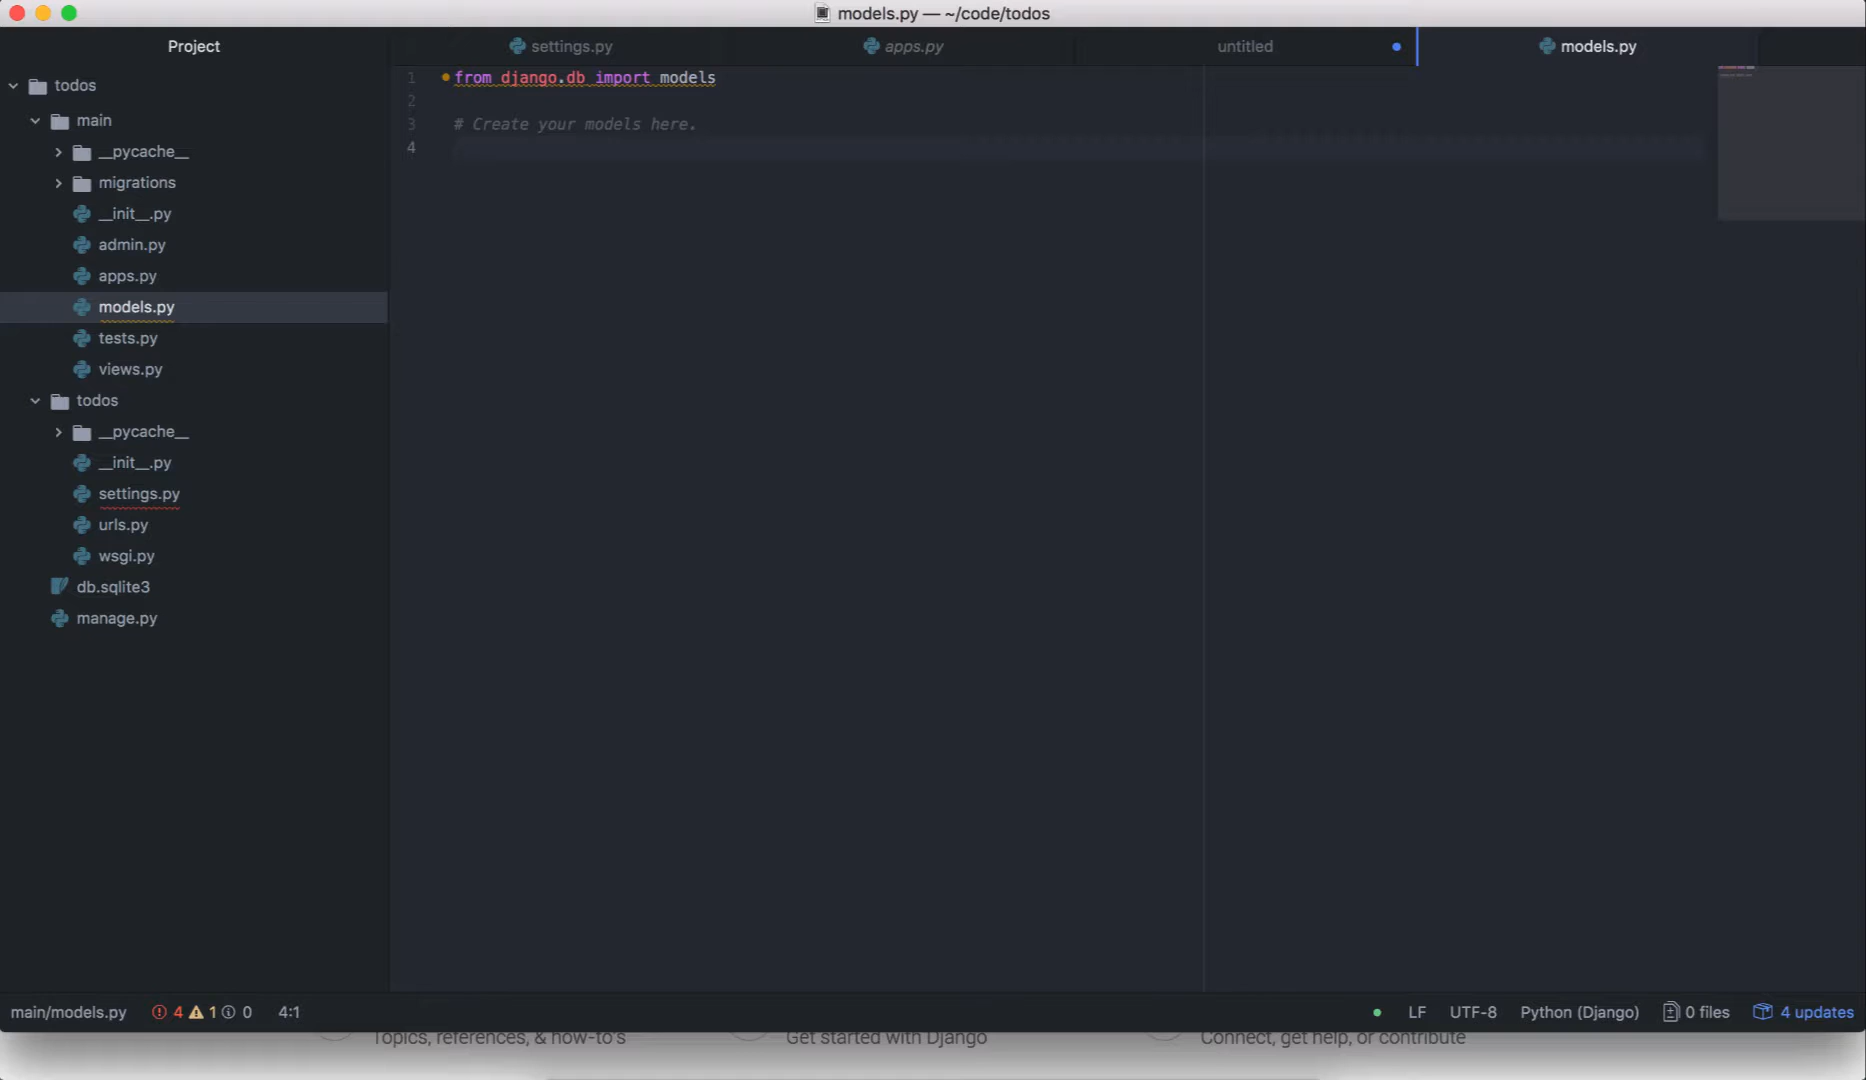 models.py — ~/code/todos
Project
settings.py
apps.py
untitled
models.py
todos
main
__pycache__
migrations
__init__.py
admin.py
apps.py
models.py
tests.py
views.py
todos
__pycache__
__init__.py
settings.py
urls.py
wsgi.py
db.sqlite3
manage.py
1 from django.db import models
2
3 # Create your models here.
4
main/models.py 4 1 0 4:1
LF UTF-8 Python (Django) 0 files 4 updates
Topics, references, & how-to's
Get started with Django
Connect, get help, or contribute